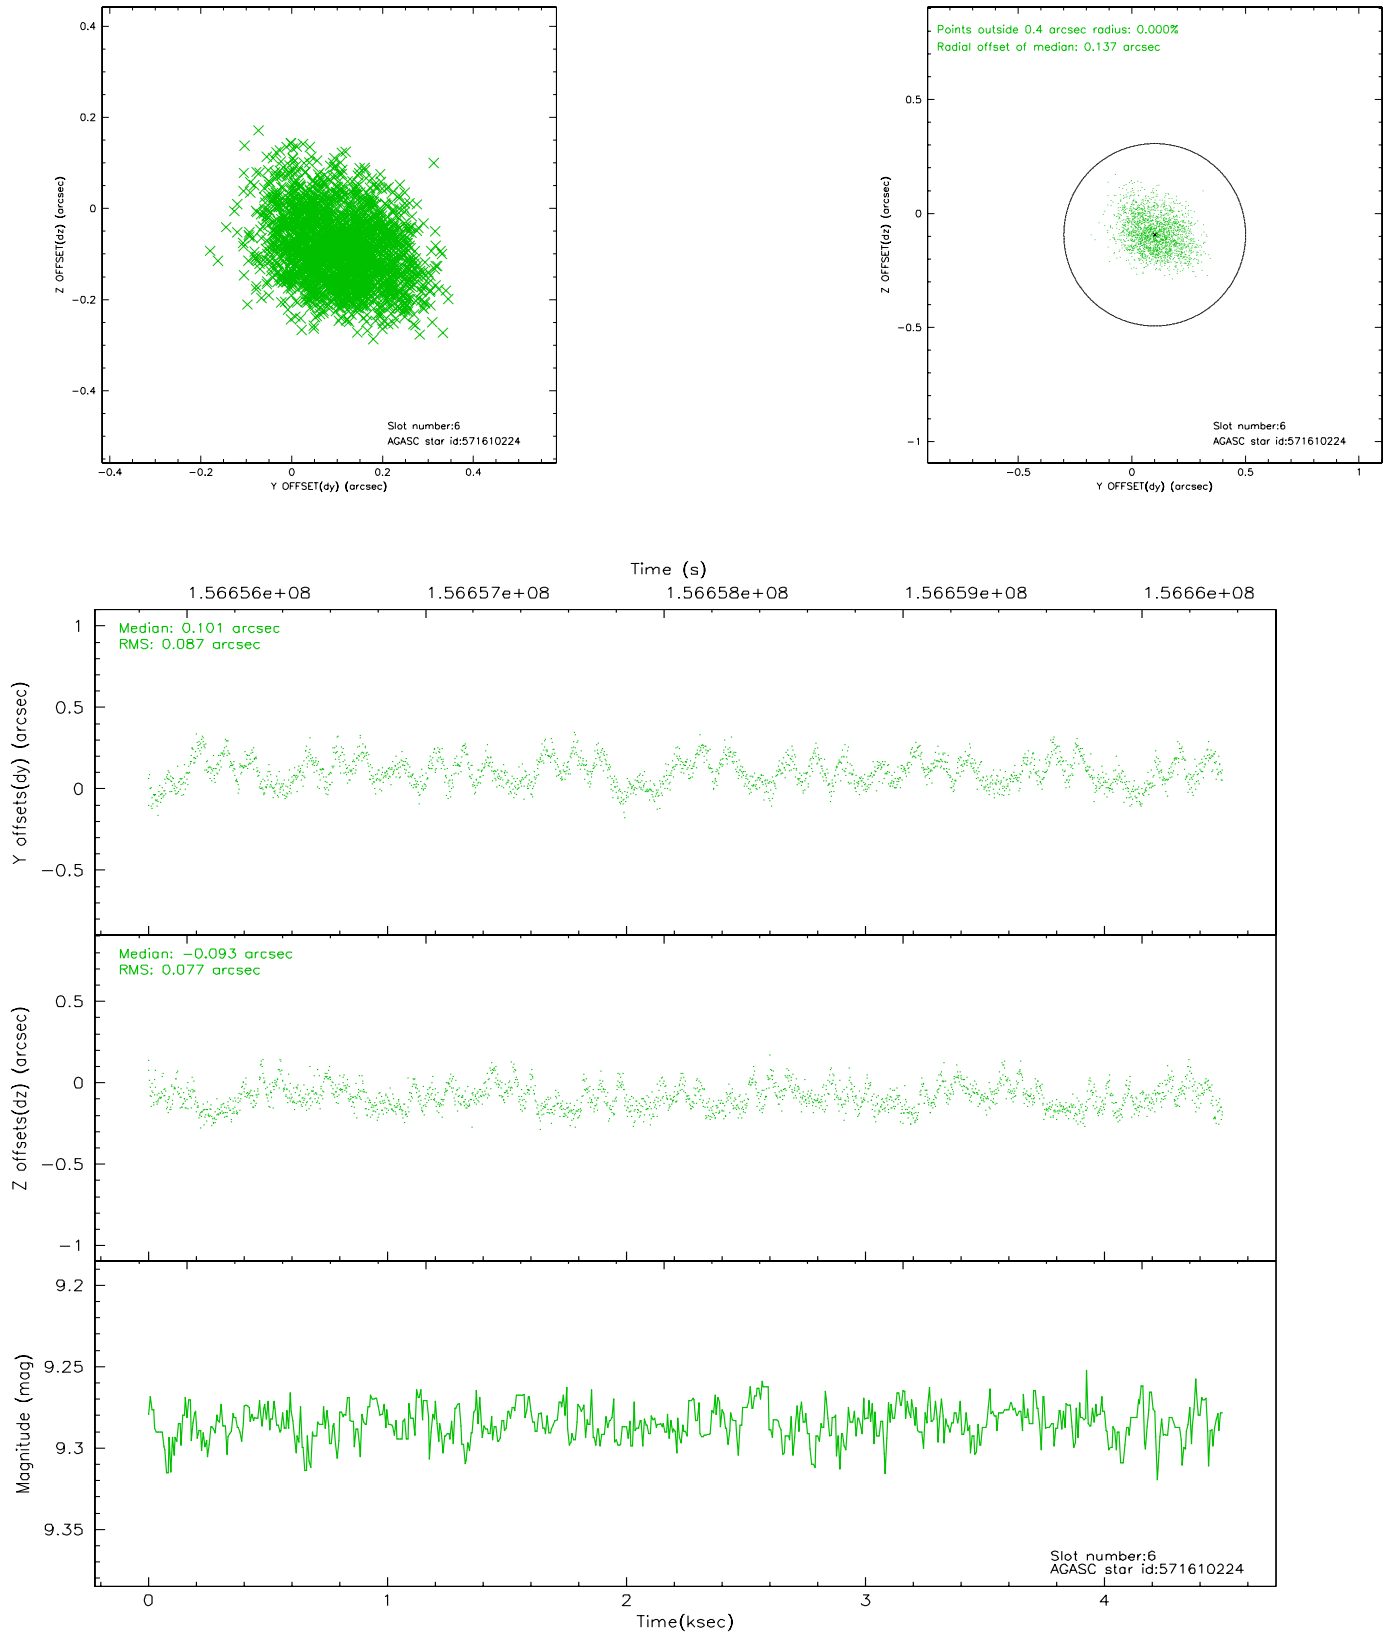 0.4
0.2
0
−0.2
−0.4
Z OFFSET(dz) (arcsec)
Slot number:6
AGASC star id:571610224
−0.4 −0.2 0 0.2 0.4
Y OFFSET(dy) (arcsec)
Points outside 0.4 arcsec radius: 0.000%
Radial offset of median: 0.137 arcsec
0.5
0
−0.5
−1
Z OFFSET(dz) (arcsec)
Slot number:6
AGASC star id:571610224
−0.5 0 0.5 1
Y OFFSET(dy) (arcsec)
Time (s)
1.56656e+08 1.56657e+08 1.56658e+08 1.56659e+08 1.5666e+08
Median: 0.101 arcsec
RMS: 0.087 arcsec
1
0.5
0
−0.5
Y offsets(dy) (arcsec)
Median: −0.093 arcsec
RMS: 0.077 arcsec
0.5
0
−0.5
−1
Z offsets(dz) (arcsec)
9.2
9.25
9.3
9.35
Magnitude (mag)
Slot number:6
AGASC star id:571610224
0 1 2 3 4
Time(ksec)